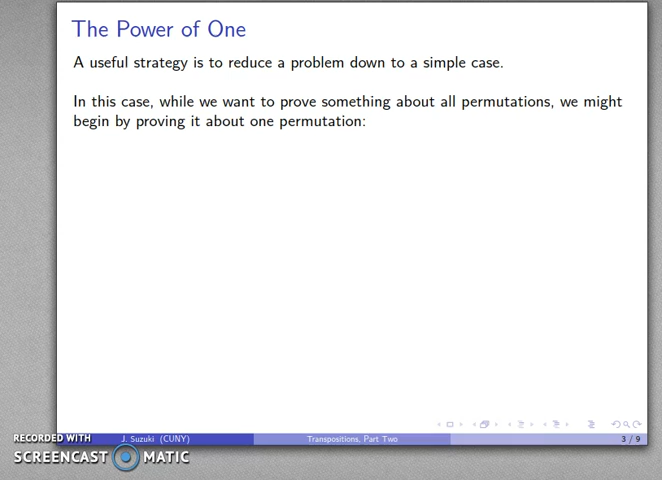 The Power of One
A useful strategy is to reduce a problem down to a simple case.
In this case, while we want to prove something about all permutations, we might
begin by proving it about one permutation:
RECORDED WITH
SCREENCAST MATIC
J. Suzuki (CUNY)
Transpositions, Part Two
3 / 9